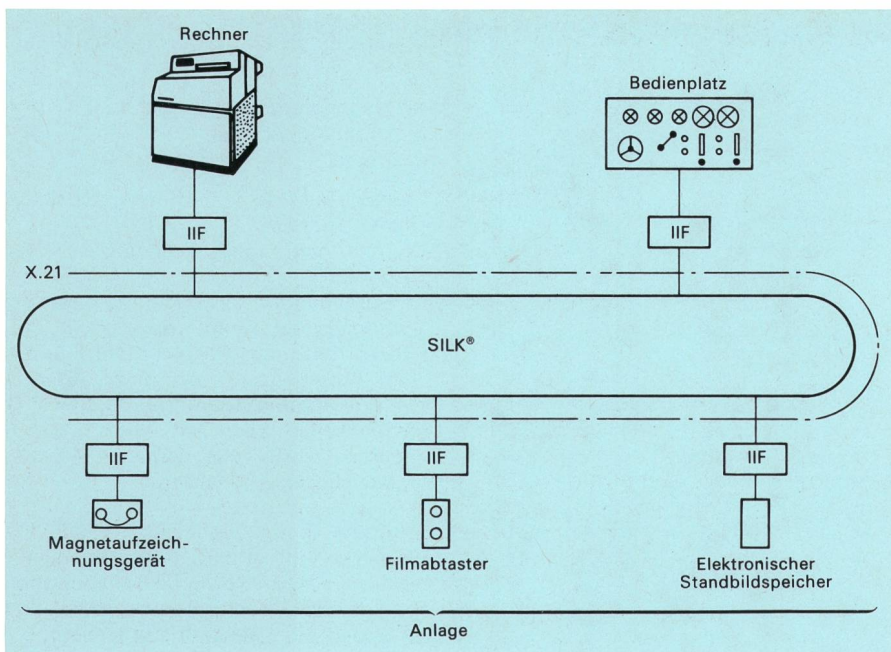 Rechner
Bedienplatz
IIF
IIF
X.21
SILK®
IIF
IIF
IIF
Magnetaufzeich-
nungsgerät
Filmabtaster
Elektronischer
Standbildspeicher
Anlage